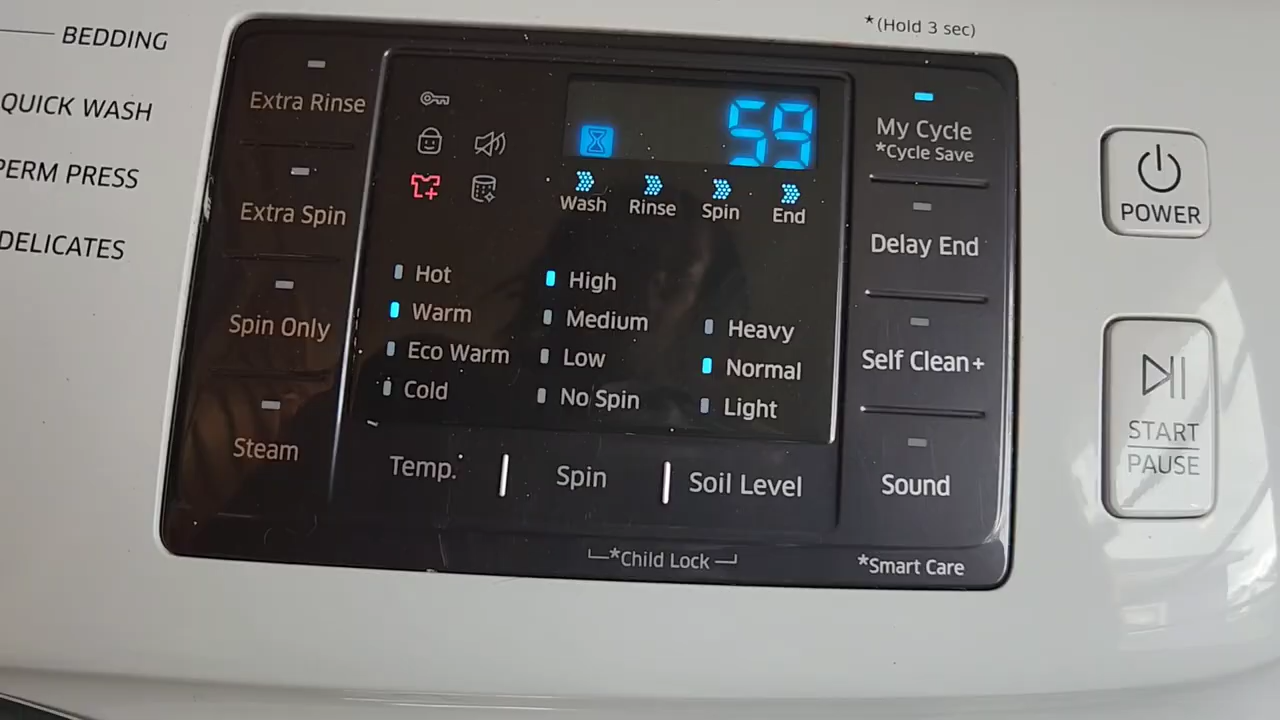 BEDDING
QUICK WASH
PERM PRESS
DELICATES
*(Hold 3 sec)
Extra Rinse
Extra Spin
Spin Only
Steam
59
Wash Rinse Spin End
Hot
Warm
Eco Warm
Cold
High
Medium
Low
No Spin
Heavy
Normal
Light
Temp. Spin Soil Level
*Child Lock
My Cycle
*Cycle Save
Delay End
Self Clean+
Sound
*Smart Care
POWER
START
PAUSE